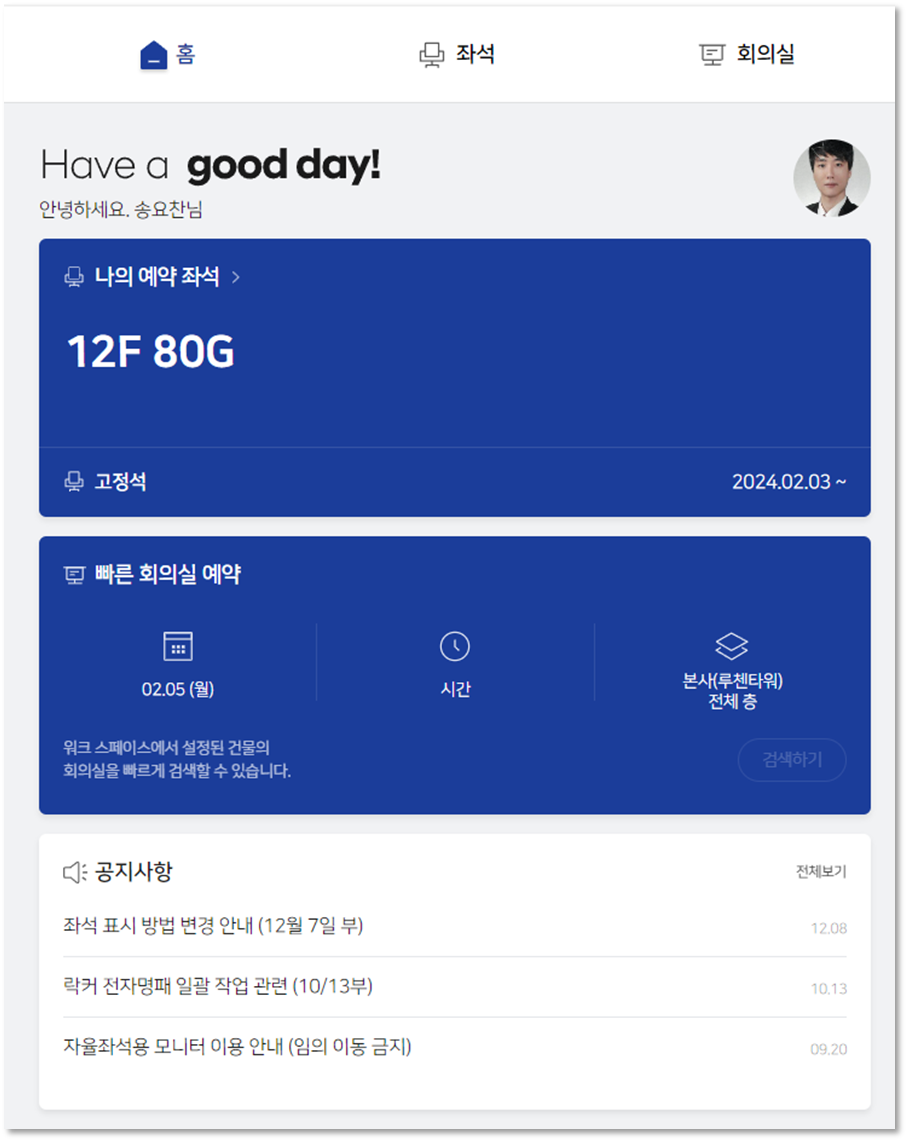 홈
좌석
회의실
Have a good day!
안녕하세요. 송요찬님
나의 예약 좌석 >
12F 80G
고정석
2024.02.03 ~
빠른 회의실 예약
02.05 (월)
시간
본사(루첸타워)
전체 층
워크 스페이스에서 설정된 건물의
회의실을 빠르게 검색할 수 있습니다.
검색하기
공지사항
전체보기
좌석 표시 방법 변경 안내 (12월 7일 부)
12.08
락커 전자명패 일괄 작업 관련 (10/13부)
10.13
자율좌석용 모니터 이용 안내 (임의 이동 금지)
09.20